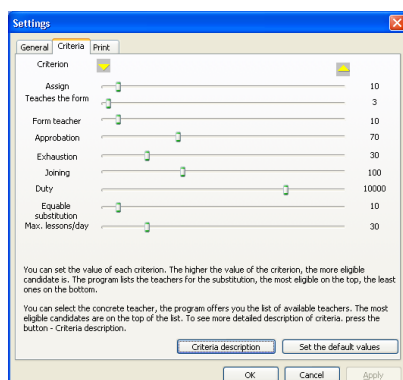 Settings
General Criteria Print
Criterion
Assign 10
Teaches the form 3
Form teacher 10
Approbation 70
Exhaustion 30
Joining 100
Duty 10000
Equable
substitution 10
Max. lessons/day 30
You can set the value of each criterion. The higher the value of the criterion, the more eligible
candidate is. The program lists the teachers for the substitution, the most eligible on the top, the least
ones on the bottom.
You can select the concrete teacher, the program offers you the list of available teachers. The most
eligible candidates are on the top of the list. To see more detailed description of criteria. press the
button - Criteria description.
Criteria description Set the default values
OK Cancel Apply